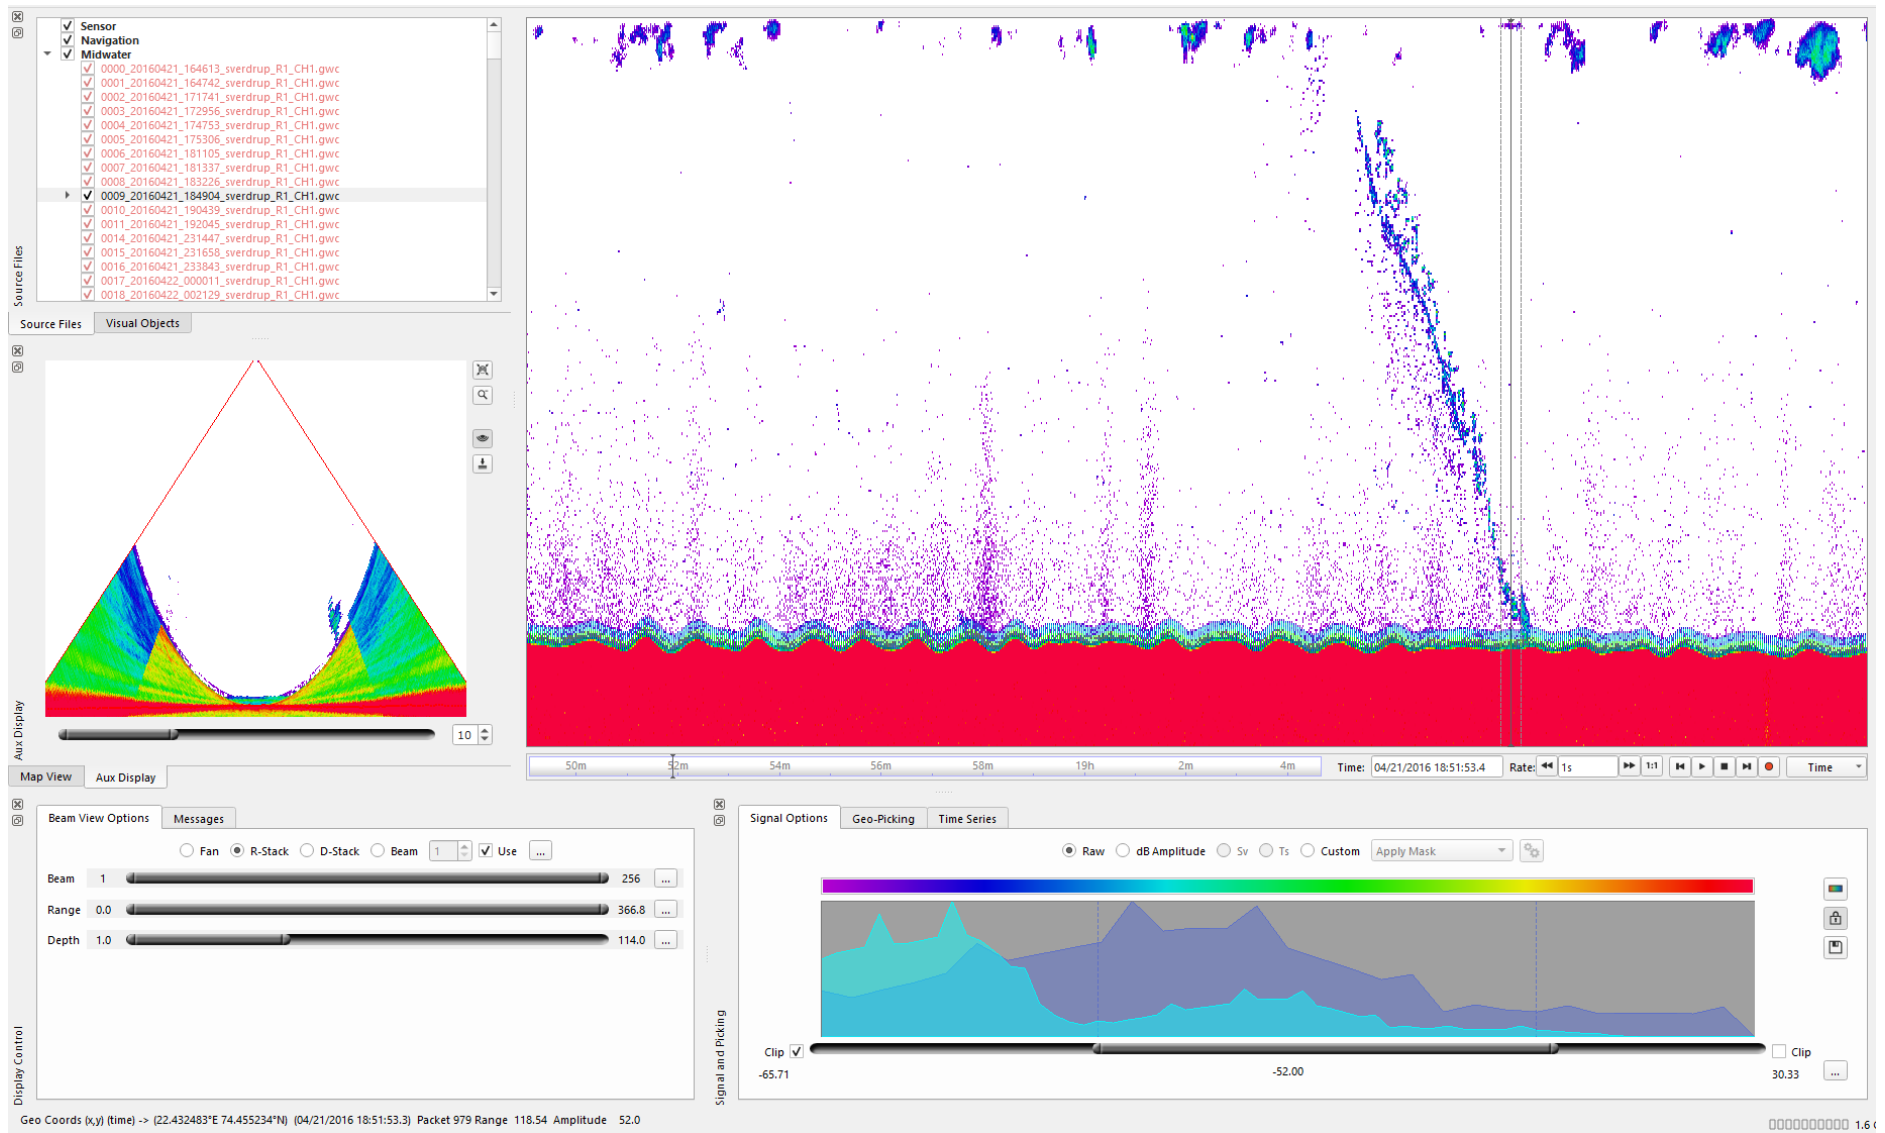 Sensor
Navigation
Midwater
0000_20160421_164613_sverdrup_R1_CH1.gwc
0001_20160421_164742_sverdrup_R1_CH1.gwc
0002_20160421_171741_sverdrup_R1_CH1.gwc
0003_20160421_172956_sverdrup_R1_CH1.gwc
0004_20160421_174753_sverdrup_R1_CH1.gwc
0005_20160421_175306_sverdrup_R1_CH1.gwc
0006_20160421_181105_sverdrup_R1_CH1.gwc
0007_20160421_181337_sverdrup_R1_CH1.gwc
0008_20160421_183226_sverdrup_R1_CH1.gwc
0009_20160421_184904_sverdrup_R1_CH1.gwc
0010_20160421_190439_sverdrup_R1_CH1.gwc
0011_20160421_192045_sverdrup_R1_CH1.gwc
0014_20160421_231447_sverdrup_R1_CH1.gwc
0015_20160421_231658_sverdrup_R1_CH1.gwc
0016_20160421_233843_sverdrup_R1_CH1.gwc
0017_20160422_000011_sverdrup_R1_CH1.gwc
0018_20160422_002129_sverdrup_R1_CH1.gwc
Source Files
Source Files Visual Objects
Aux Display
10
Map View Aux Display
50m 52m 54m 56m 58m 19h 2m 4m
Time: 04/21/2016 18:51:53.4 Rate: 1s 1:1 Time
Beam View Options Messages
Fan R-Stack D-Stack Beam 1 Use ...
Beam 1 256 ...
Range 0.0 366.8 ...
Depth 1.0 114.0 ...
Display Control
Signal Options Geo-Picking Time Series
Raw dB Amplitude Sv Ts Custom Apply Mask
Clip Clip
-65.71 -52.00 30.33 ...
Signal and Picking
Geo Coords (x,y) (time) -> (22.432483°E 74.455234°N) (04/21/2016 18:51:53.3) Packet 979 Range 118.54 Amplitude 52.0
1.6